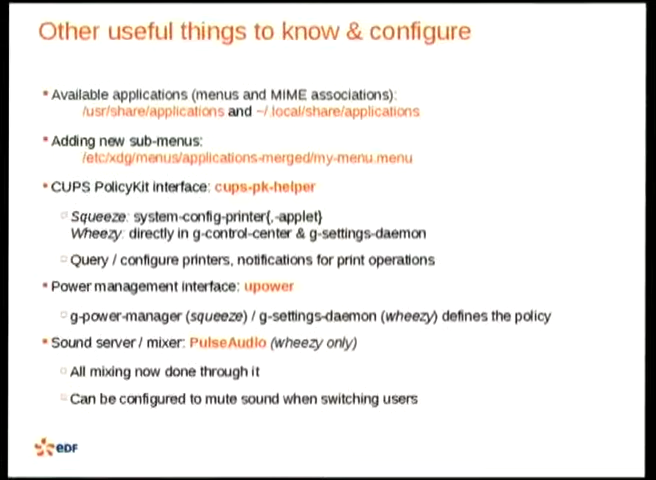 Other useful things to know & configure
Available applications (menus and MIME associations):
/usr/share/applications and ~/.local/share/applications
Adding new sub-menus:
/etc/xdg/menus/applications-merged/my-menu.menu
CUPS PolicyKit interface: cups-pk-helper
Squeeze: system-config-printer{,-applet}
Wheezy: directly in g-control-center & g-settings-daemon
Query / configure printers, notifications for print operations
Power management interface: upower
g-power-manager (squeeze) / g-settings-daemon (wheezy) defines the policy
Sound server / mixer: PulseAudio (wheezy only)
All mixing now done through it
Can be configured to mute sound when switching users
eDF